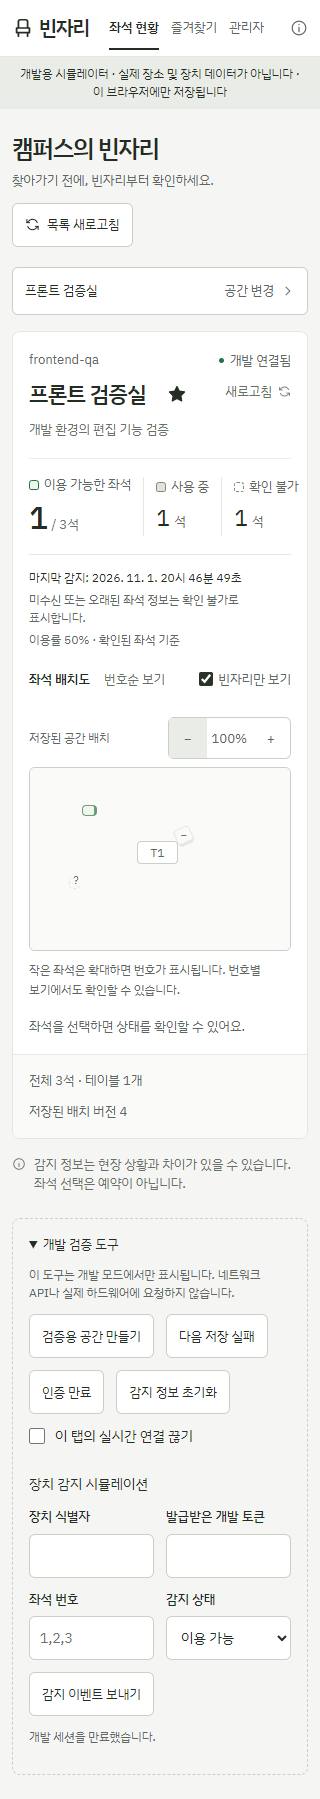 빈자리 좌석 현황 즐겨찾기 관리자
개발용 시뮬레이터 · 실제 장소 및 장치 데이터가 아닙니다 ·
이 브라우저에만 저장됩니다
캠퍼스의 빈자리
찾아가기 전에, 빈자리부터 확인하세요.
목록 새로고침
프론트 검증실 공간 변경
frontend-qa 개발 연결됨
프론트 검증실 새로고침
개발 환경의 편집 기능 검증
이용 가능한 좌석 사용 중 확인 불가
1 / 3석 1 석 1 석
마지막 감지: 2026. 11. 1. 20시 46분 49초
미수신 또는 오래된 좌석 정보는 확인 불가로
표시합니다.
이용률 50% · 확인된 좌석 기준
좌석 배치도 번호순 보기 빈자리만 보기
저장된 공간 배치 − 100% +
−
T1
?
작은 좌석은 확대하면 번호가 표시됩니다. 번호별
보기에서도 확인할 수 있습니다.
좌석을 선택하면 상태를 확인할 수 있어요.
전체 3석 · 테이블 1개
저장된 배치 버전 4
감지 정보는 현장 상황과 차이가 있을 수 있습니다.
좌석 선택은 예약이 아닙니다.
▼ 개발 검증 도구
이 도구는 개발 모드에서만 표시됩니다. 네트워크
API나 실제 하드웨어에 요청하지 않습니다.
검증용 공간 만들기 다음 저장 실패
인증 만료 감지 정보 초기화
이 탭의 실시간 연결 끊기
장치 감지 시뮬레이션
장치 식별자 발급받은 개발 토큰
좌석 번호 감지 상태
1,2,3 이용 가능
감지 이벤트 보내기
개발 세션을 만료했습니다.